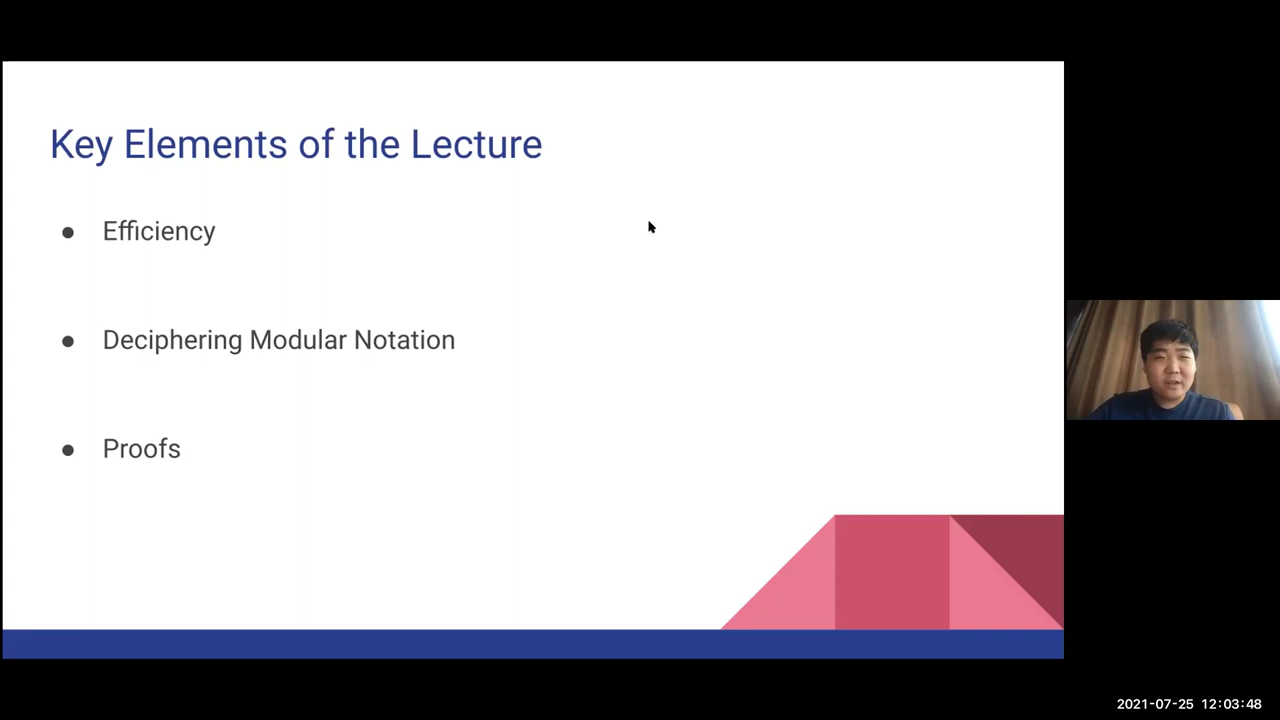 Key Elements of the Lecture
● Efficiency
● Deciphering Modular Notation
● Proofs
2021-07-25 12:03:48